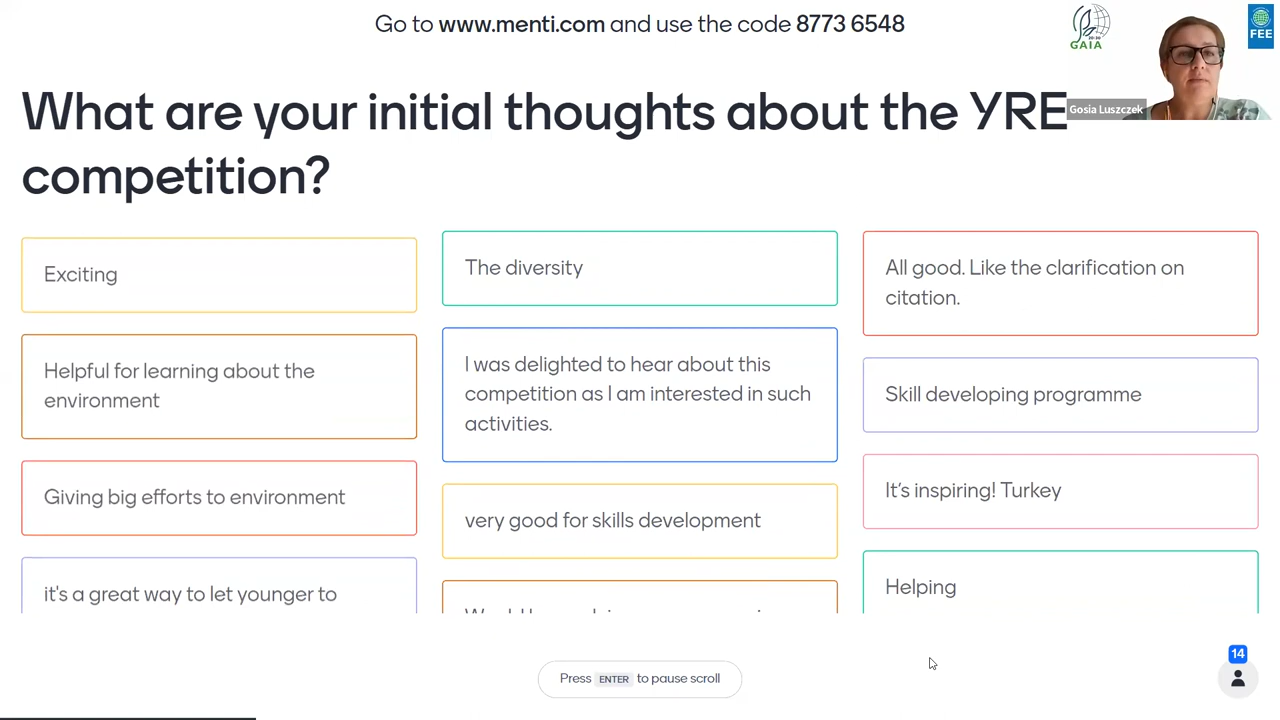 Go to www.menti.com and use the code 8773 6548
GAIA
20:30
FEE
Gosia Luszczek
What are your initial thoughts about the YRE
competition?
Exciting
Helpful for learning about the
environment
Giving big efforts to environment
it's a great way to let younger to
The diversity
I was delighted to hear about this
competition as I am interested in such
activities.
very good for skills development
All good. Like the clarification on
citation.
Skill developing programme
It's inspiring! Turkey
Helping
Press ENTER to pause scroll
14